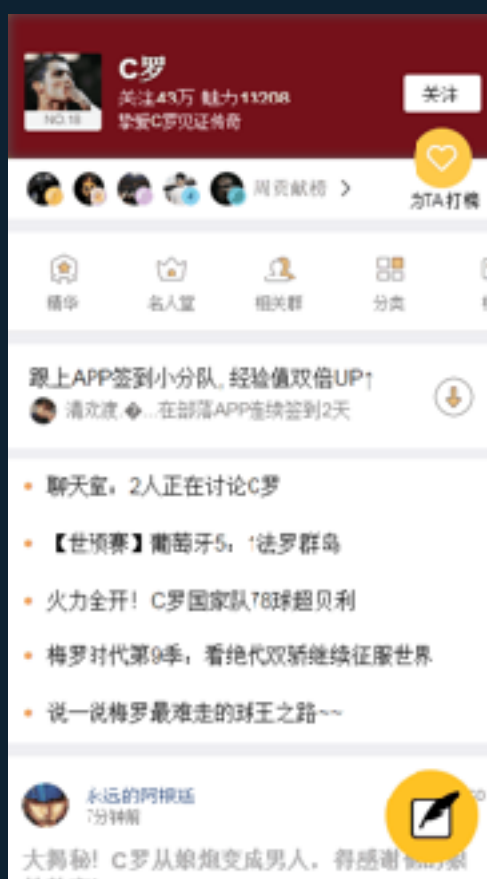 C罗
关注
关注43万 魅力11208
NO.18
挚爱C罗见证传奇
周贡献榜
为TA打榜
精华
名人堂
相关群
分类
跟上APP签到小分队, 经验值双倍UP↑
清欢渡.�...在部落APP连续签到2天
聊天室，2人正在讨论C罗
【世预赛】葡萄牙5：1法罗群岛
火力全开！C罗国家队78球超贝利
梅罗时代第9季，看绝代双骄继续征服世界
说一说梅罗最难走的球王之路~~
永远的阿根廷
7分钟前
大揭秘！C罗从娘炮变成男人，得感谢